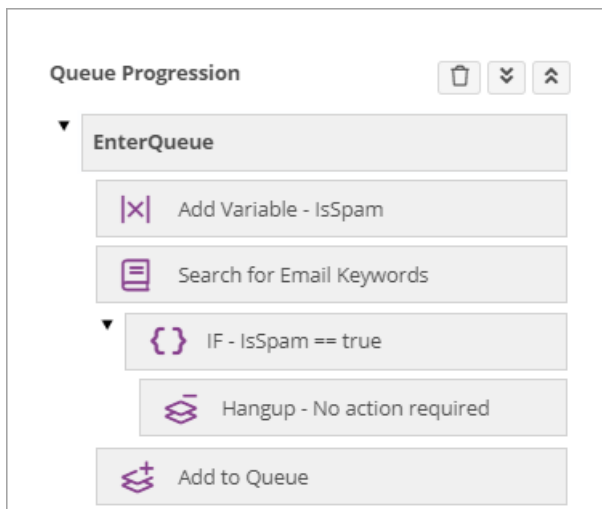 Queue Progression
EnterQueue
Add Variable - IsSpam
Search for Email Keywords
IF - IsSpam == true
Hangup - No action required
Add to Queue